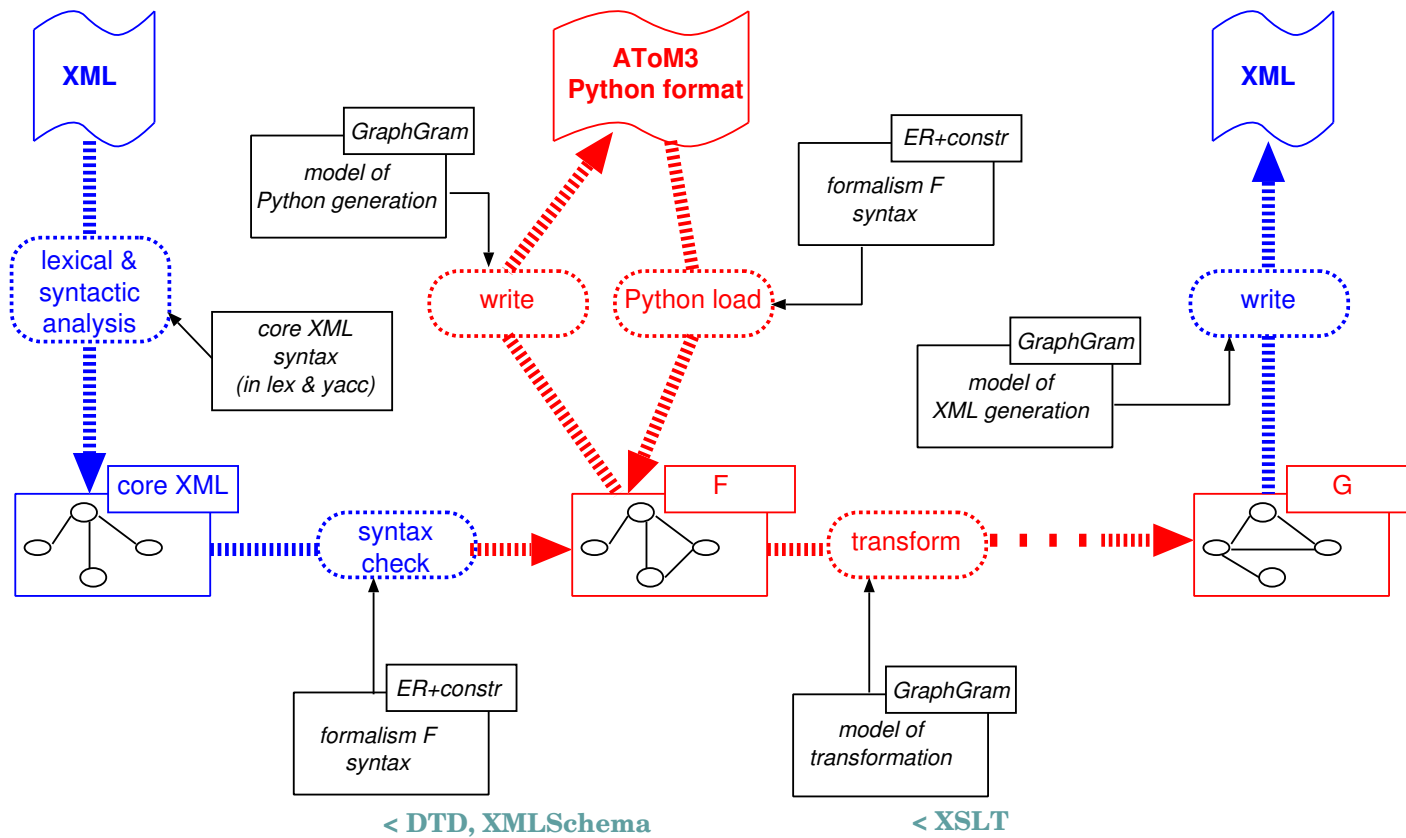 XML
AToM3
Python format
XML
GraphGram
model of
Python generation
ER+constr
formalism F
syntax
lexical &
syntactic
analysis
write
Python load
write
core XML
syntax
(in lex & yacc)
GraphGram
model of
XML generation
core XML
F
G
syntax
check
transform
ER+constr
formalism F
syntax
GraphGram
model of
transformation
< DTD, XMLSchema
< XSLT